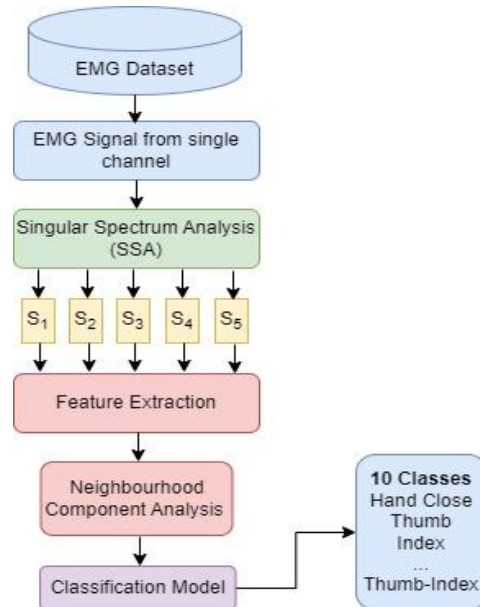 EMG Dataset
EMG Signal from single
channel
Singular Spectrum Analysis
(SSA)
S₁ S₂ S₃ S₄ S₅
Feature Extraction
Neighbourhood
Component Analysis
10 Classes
Hand Close
Thumb
Index
...
Thumb-Index
Classification Model